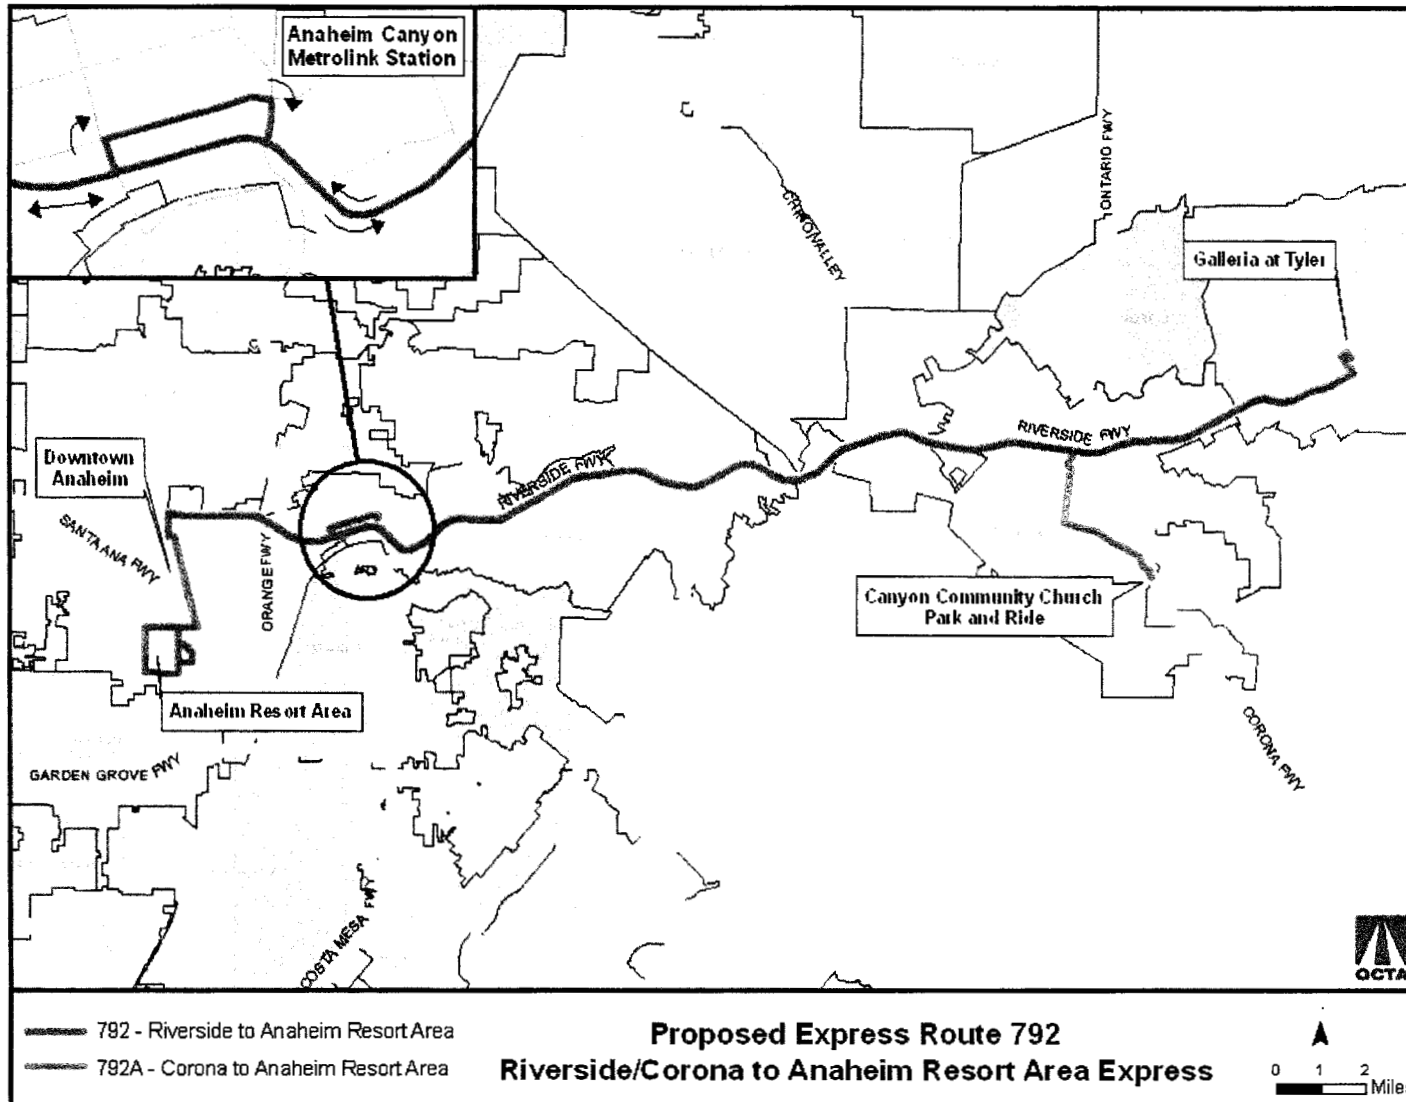 Anaheim Canyon
Metrolink Station
ONTARIO FWY
CHINO VALLEY
Galleria at Tyler
RIVERSIDE FWY
Downtown
Anaheim
RIVERSIDE FWY
SANTA ANA FWY
ORANGE FWY
Canyon Community Church
Park and Ride
Anaheim Resort Area
CORONA FWY
GARDEN GROVE FWY
COSTA MESA FWY
OCTA
792 - Riverside to Anaheim Resort Area
792A - Corona to Anaheim Resort Area
Proposed Express Route 792
Riverside/Corona to Anaheim Resort Area Express
0 1 2
Miles